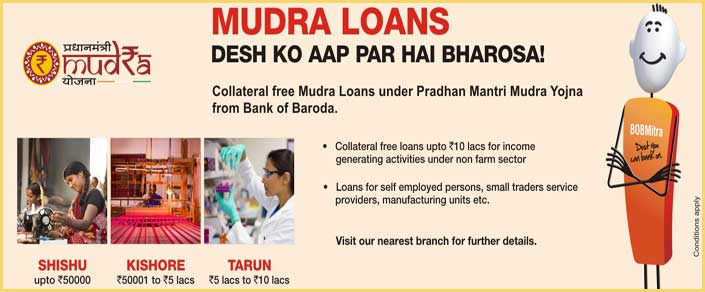 MUDRA LOANS
DESH KO AAP PAR HAI BHAROSA!
प्रधानमंत्री
mudRa
योजना
Collateral free Mudra Loans under Pradhan Mantri Mudra Yojna
from Bank of Baroda.
• Collateral free loans upto ₹10 lacs for income
generating activities under non farm sector
• Loans for self employed persons, small traders service
providers, manufacturing units etc.
Visit our nearest branch for further details.
SHISHU
upto ₹50000
KISHORE
₹50001 to ₹5 lacs
TARUN
₹5 lacs to ₹10 lacs
BOBMitra
Dost you
can bank on
Conditions apply